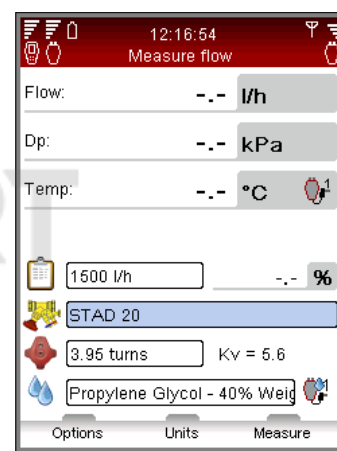 12:16:54
Measure flow
Flow: -.- l/h
Dp: -.- kPa
Temp: -.- °C 1
1500 l/h -.- %
STAD 20
3.95 turns Kv = 5.6
Propylene Glycol - 40% Weig
Options Units Measure